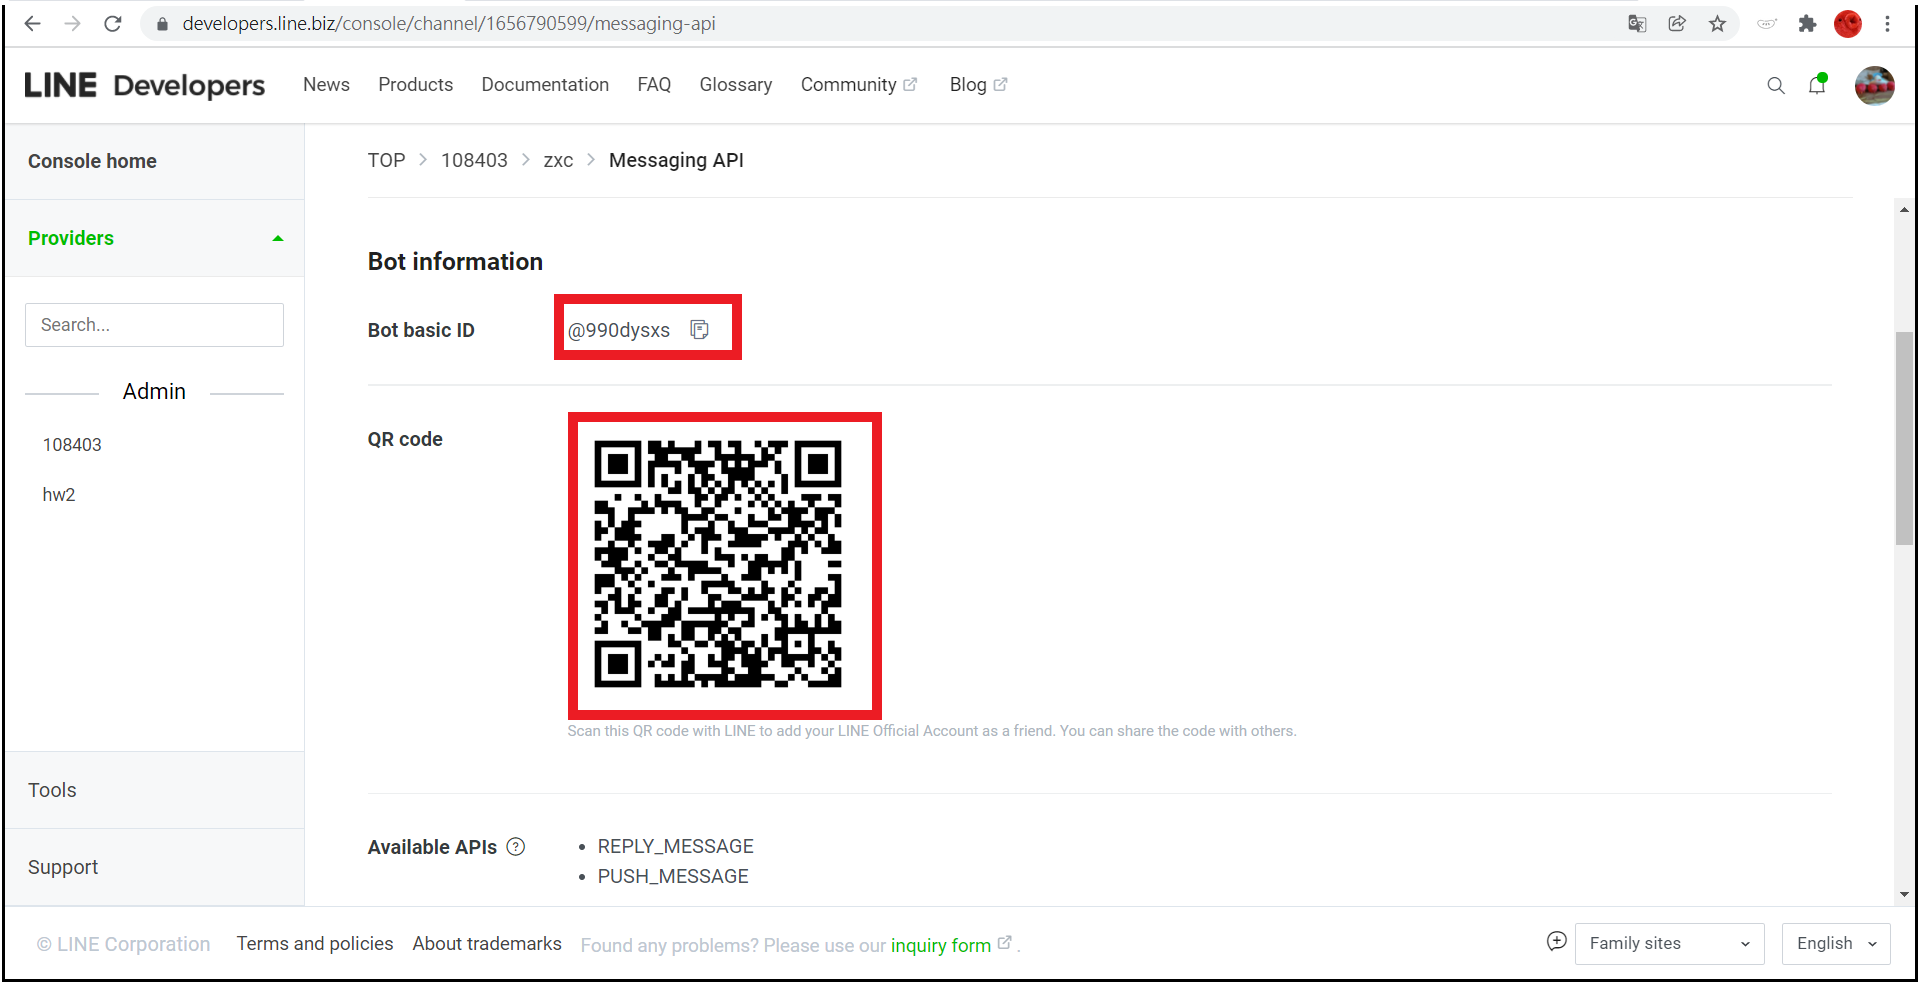 developers.line.biz/console/channel/1656790599/messaging-api
LINE Developers
News Products Documentation FAQ Glossary Community Blog
Console home
Providers
Search...
Admin
108403
hw2
Tools
Support
TOP > 108403 > zxc > Messaging API
Bot information
Bot basic ID @990dysxs
QR code
Scan this QR code with LINE to add your LINE Official Account as a friend. You can share the code with others.
Available APIs ?
• REPLY_MESSAGE
• PUSH_MESSAGE
© LINE Corporation Terms and policies About trademarks Found any problems? Please use our inquiry form . Family sites English